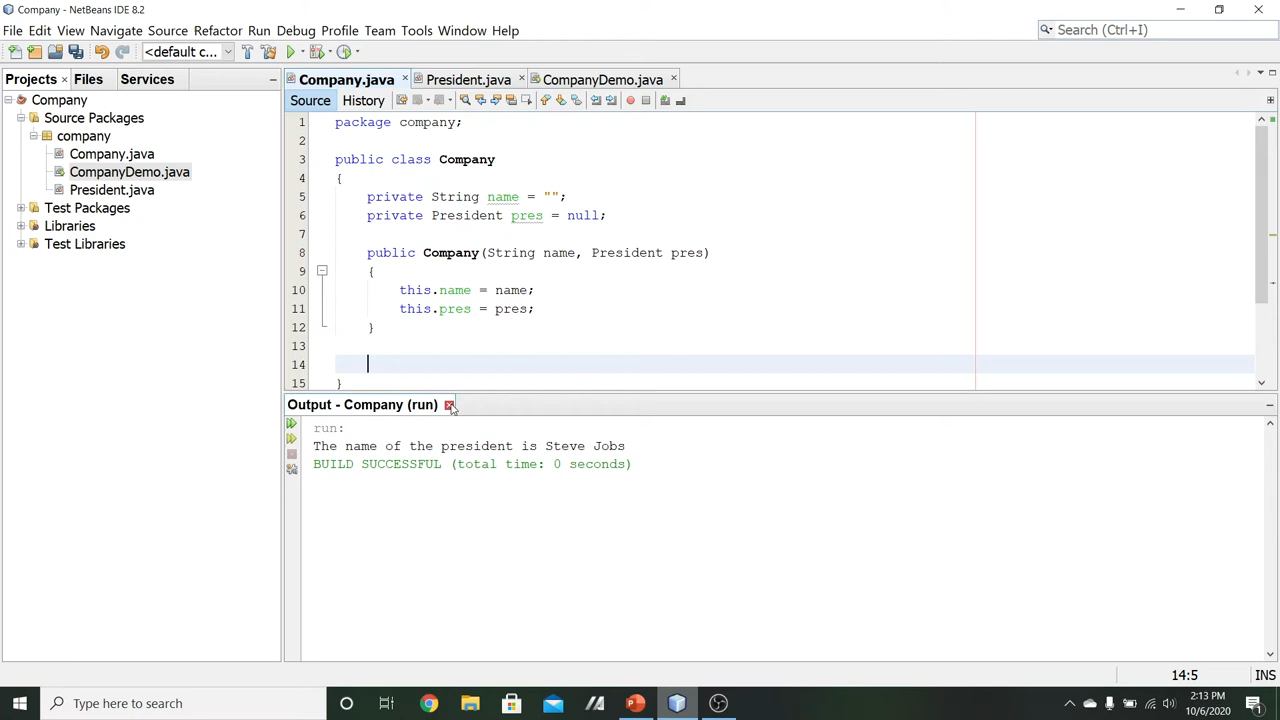 Company - NetBeans IDE 8.2
File Edit View Navigate Source Refactor Run Debug Profile Team Tools Window Help
Search (Ctrl+I)
<default c...
Projects Files Services
Company
Source Packages
company
Company.java
CompanyDemo.java
President.java
Test Packages
Libraries
Test Libraries
Company.java President.java CompanyDemo.java
Source History
1 package company;
2
3 public class Company
4 {
5 private String name = "";
6 private President pres = null;
7
8 public Company(String name, President pres)
9 {
10 this.name = name;
11 this.pres = pres;
12 }
13
14
15 }
Output - Company (run)
run:
The name of the president is Steve Jobs
BUILD SUCCESSFUL (total time: 0 seconds)
14:5 INS
Type here to search
2:13 PM
10/6/2020